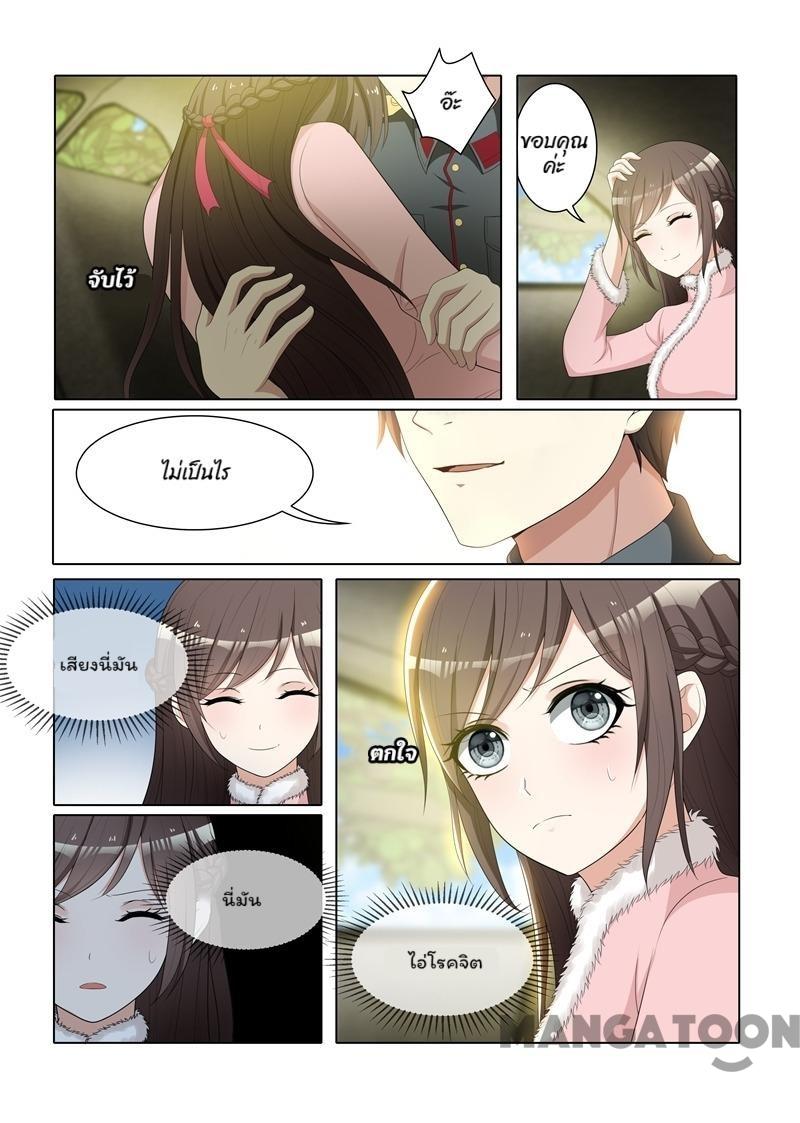 อ๊ะ
จับไว้
ขอบคุณ
ค่ะ
ไม่เป็นไร
เสียงนี่มัน
ตกใจ
นี่มัน
ไอ่โรคจิต
MANGATOON